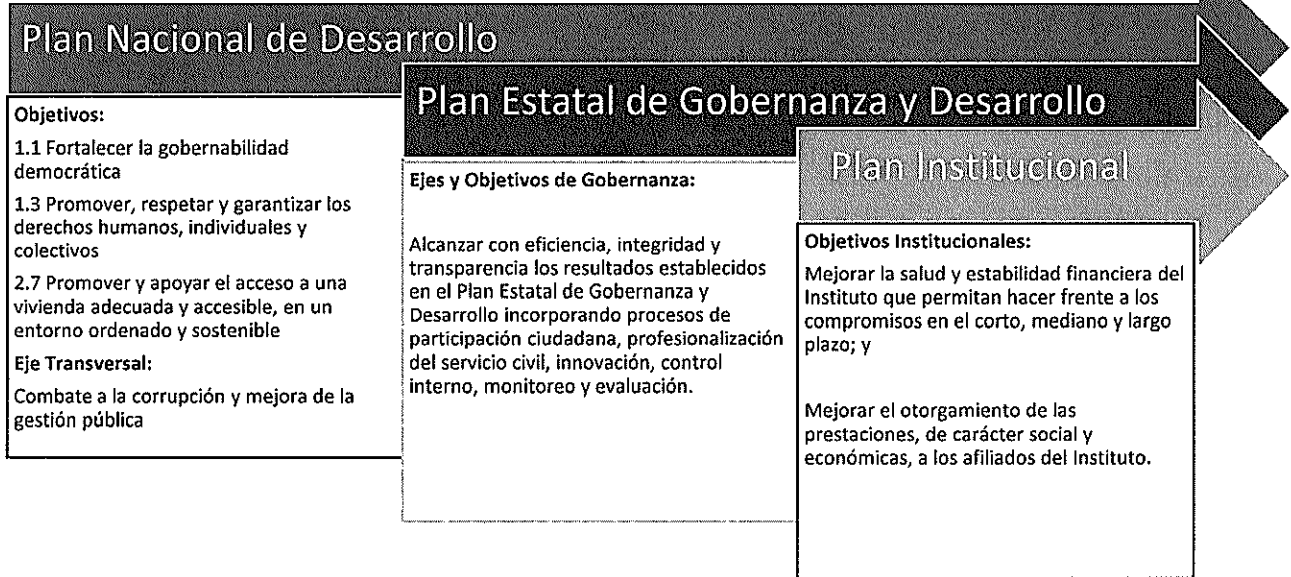 Plan Nacional de Desarrollo
Objetivos:
1.1 Fortalecer la gobernabilidad
democrática
1.3 Promover, respetar y garantizar los
derechos humanos, individuales y
colectivos
2.7 Promover y apoyar el acceso a una
vivienda adecuada y accesible, en un
entorno ordenado y sostenible
Eje Transversal:
Combate a la corrupción y mejora de la
gestión pública
Plan Estatal de Gobernanza y Desarrollo
Ejes y Objetivos de Gobernanza:
Alcanzar con eficiencia, integridad y
transparencia los resultados establecidos
en el Plan Estatal de Gobernanza y
Desarrollo incorporando procesos de
participación ciudadana, profesionalización
del servicio civil, innovación, control
interno, monitoreo y evaluación.
Plan Institucional
Objetivos Institucionales:
Mejorar la salud y estabilidad financiera del
Instituto que permitan hacer frente a los
compromisos en el corto, mediano y largo
plazo; y
Mejorar el otorgamiento de las
prestaciones, de carácter social y
económicas, a los afiliados del Instituto.